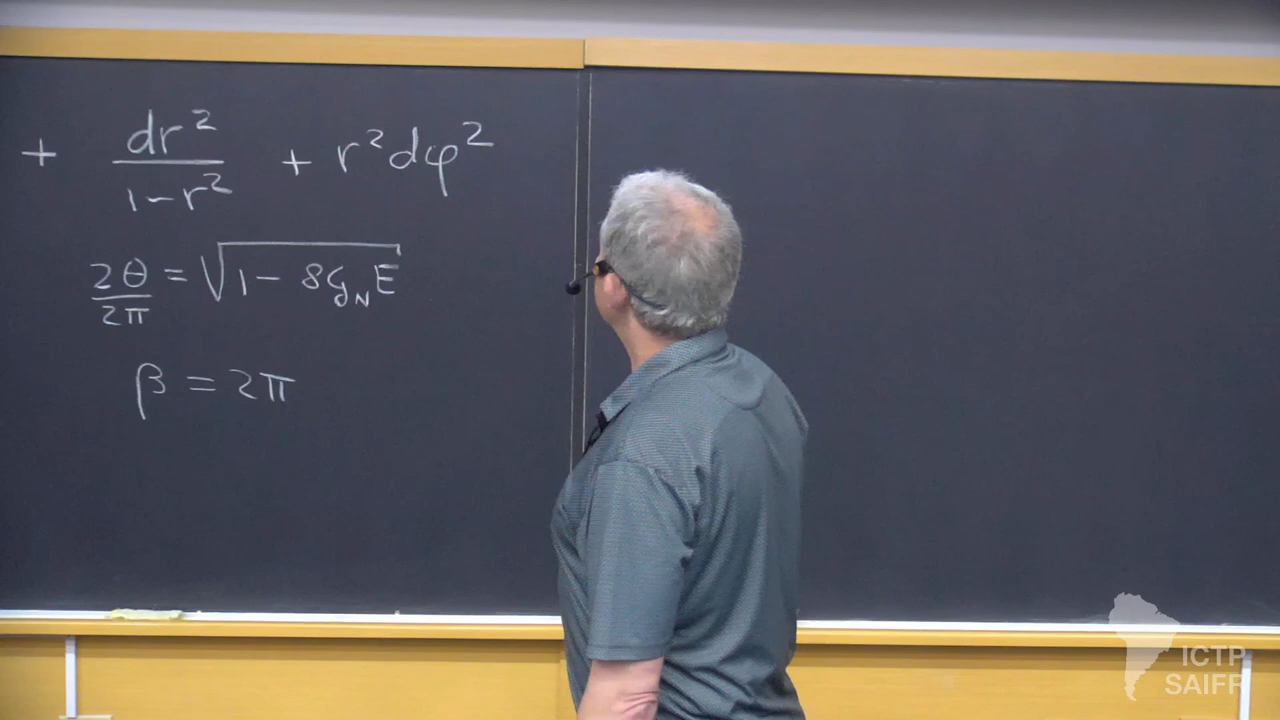 + dr²/(1-r²) + r²dφ²
2θ/2π = √(1 - 8G_N E)
β = 2π
ICTP
SAIFR